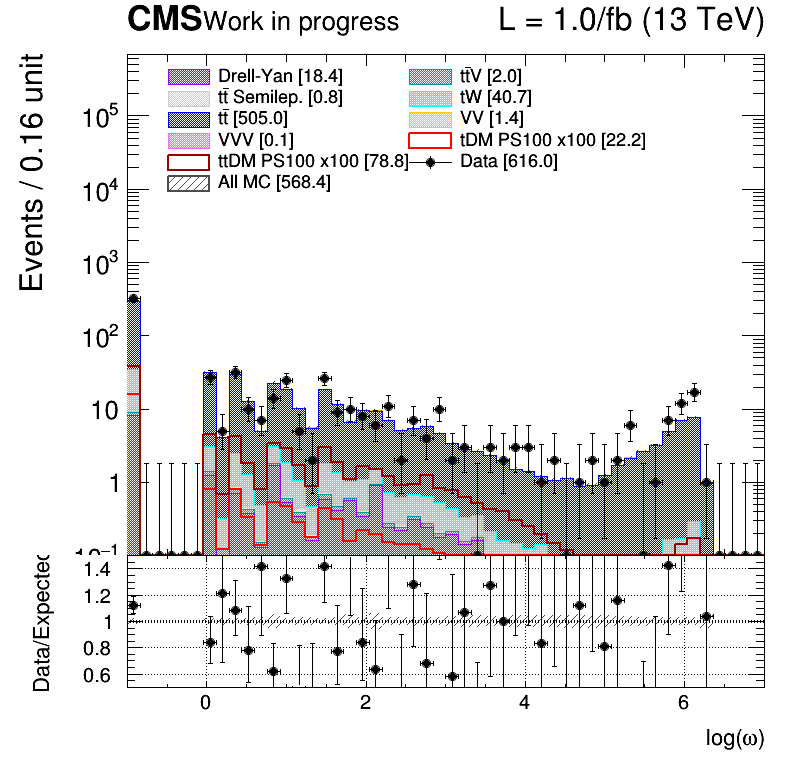 CMS Work in progress L = 1.0/fb (13 TeV)
Drell-Yan [18.4] tt̄V [2.0]
tt̄ Semilep. [0.8] tW [40.7]
tt̄ [505.0] VV [1.4]
VVV [0.1] tDM PS100 x100 [22.2]
ttDM PS100 x100 [78.8] Data [616.0]
All MC [568.4]
Events / 0.16 unit
10⁵
10⁴
10³
10²
10
1
10⁻¹
Data/Expected
1.4
1.2
1
0.8
0.6
0 2 4 6
log(ω)